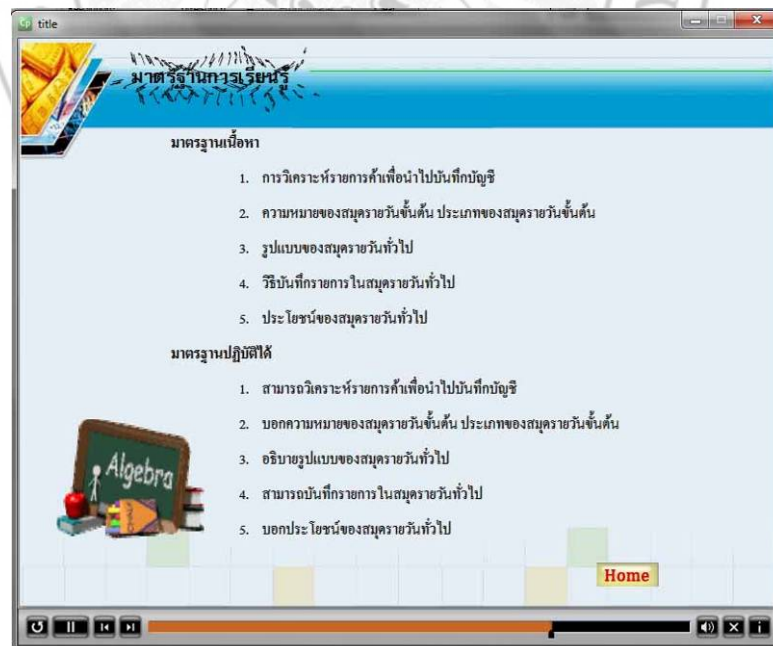 title
มาตรฐานการเรียนรู้
มาตรฐานเนื้อหา
1. การวิเคราะห์รายการค้าเพื่อนำไปบันทึกบัญชี
2. ความหมายของสมุดรายวันขั้นต้น ประเภทของสมุดรายวันขั้นต้น
3. รูปแบบของสมุดรายวันทั่วไป
4. วิธีบันทึกรายการในสมุดรายวันทั่วไป
5. ประโยชน์ของสมุดรายวันทั่วไป
มาตรฐานปฏิบัติได้
1. สามารถวิเคราะห์รายการค้าเพื่อนำไปบันทึกบัญชี
2. บอกความหมายของสมุดรายวันขั้นต้น ประเภทของสมุดรายวันขั้นต้น
3. อธิบายรูปแบบของสมุดรายวันทั่วไป
4. สามารถบันทึกรายการในสมุดรายวันทั่วไป
5. บอกประโยชน์ของสมุดรายวันทั่วไป
Algebra
CHALK
Home